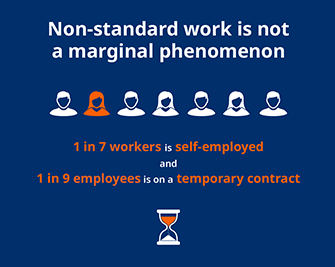 Non-standard work is not
a marginal phenomenon
1 in 7 workers is self-employed
and
1 in 9 employees is on a temporary contract